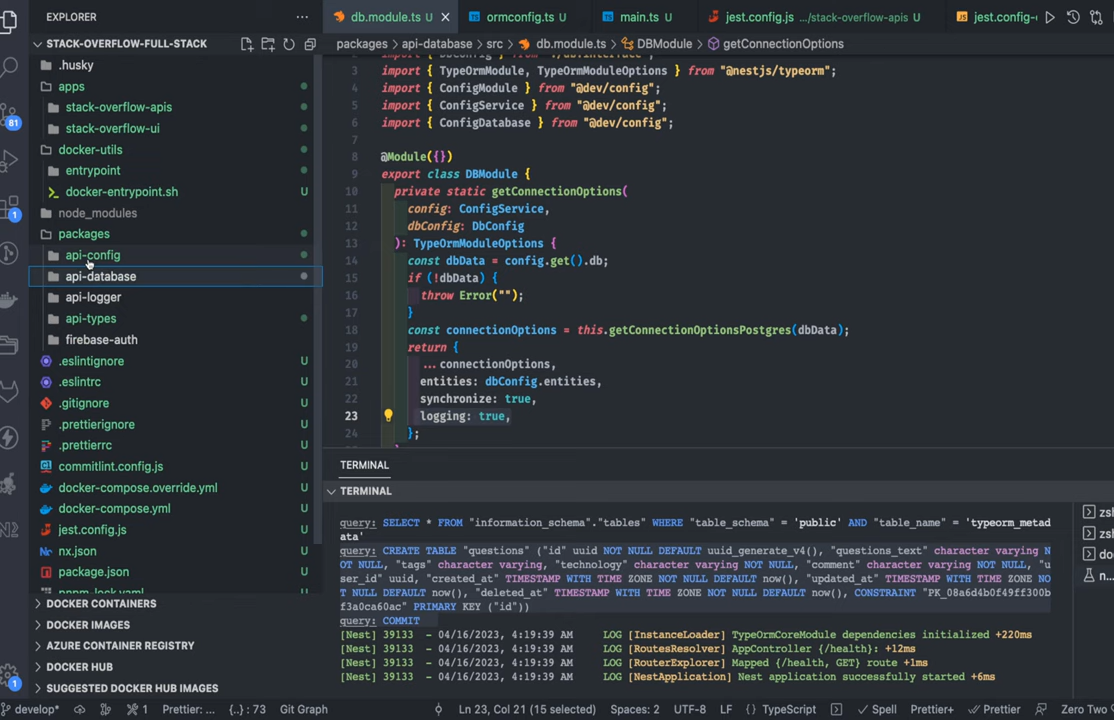 EXPLORER
db.module.ts U
ormconfig.ts U
main.ts U
jest.config.js .../stack-overflow-apis U
jest.config-
STACK-OVERFLOW-FULL-STACK
.husky
apps
stack-overflow-apis
stack-overflow-ui
docker-utils
entrypoint
docker-entrypoint.sh U
node_modules
packages
api-config
api-database
api-logger
api-types
firebase-auth
.eslintignore U
.eslintrc U
.gitignore U
.prettierignore U
.prettierrc U
commitlint.config.js U
docker-compose.override.yml U
docker-compose.yml U
jest.config.js U
nx.json U
package.json U
DOCKER CONTAINERS
DOCKER IMAGES
AZURE CONTAINER REGISTRY
DOCKER HUB
SUGGESTED DOCKER HUB IMAGES
81
1
1
packages > api-database > src > db.module.ts > DBModule > getConnectionOptions
3 import { TypeOrmModule, TypeOrmModuleOptions } from "@nestjs/typeorm";
4 import { ConfigModule } from "@dev/config";
5 import { ConfigService } from "@dev/config";
6 import { ConfigDatabase } from "@dev/config";
7
8 @Module({})
9 export class DBModule {
10 private static getConnectionOptions(
11 config: ConfigService,
12 dbConfig: DbConfig
13 ): TypeOrmModuleOptions {
14 const dbData = config.get().db;
15 if (!dbData) {
16 throw Error("");
17 }
18 const connectionOptions = this.getConnectionOptionsPostgres(dbData);
19 return {
20 ...connectionOptions,
21 entities: dbConfig.entities,
22 synchronize: true,
23 logging: true,
24 };
TERMINAL
TERMINAL
query: SELECT * FROM "information_schema"."tables" WHERE "table_schema" = 'public' AND "table_name" = 'typeorm_metad
ata'
query: CREATE TABLE "questions" ("id" uuid NOT NULL DEFAULT uuid_generate_v4(), "questions_text" character varying N
OT NULL, "tags" character varying, "technology" character varying NOT NULL, "comment" character varying NOT NULL, "u
ser_id" uuid, "created_at" TIMESTAMP WITH TIME ZONE NOT NULL DEFAULT now(), "updated_at" TIMESTAMP WITH TIME ZONE NO
T NULL DEFAULT now(), "deleted_at" TIMESTAMP WITH TIME ZONE NOT NULL DEFAULT now(), CONSTRAINT "PK_08a6d4b0f49ff300b
f3a0ca60ac" PRIMARY KEY ("id"))
query: COMMIT
[Nest] 39133 - 04/16/2023, 4:19:39 AM LOG [InstanceLoader] TypeOrmCoreModule dependencies initialized +220ms
[Nest] 39133 - 04/16/2023, 4:19:39 AM LOG [RoutesResolver] AppController {/health}: +12ms
[Nest] 39133 - 04/16/2023, 4:19:39 AM LOG [RouterExplorer] Mapped {/health, GET} route +1ms
[Nest] 39133 - 04/16/2023, 4:19:39 AM LOG [NestApplication] Nest application successfully started +6ms
zsh
zsh
do
n...
develop* 1 Prettier: ... {..} : 73 Git Graph Ln 23, Col 21 (15 selected) Spaces: 2 UTF-8 LF {} TypeScript Spell Prettier+ Prettier Zero Two